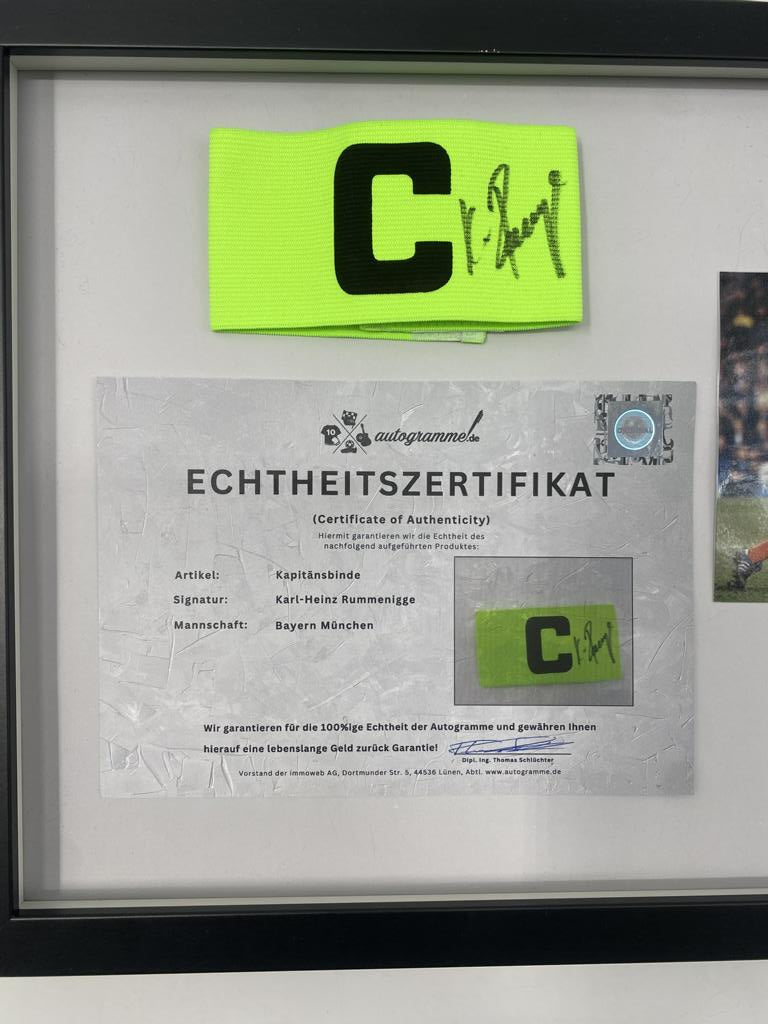 C
K-
10
autogramme.de
ORIGINAL
ECHTHEITSZERTIFIKAT
(Certificate of Authenticity)
Hiermit garantieren wir die Echtheit des
nachfolgend aufgeführten Produktes:
Artikel: Kapitänsbinde
Signatur: Karl-Heinz Rummenigge
Mannschaft: Bayern München
C
Wir garantieren für die 100%ige Echtheit der Autogramme und gewähren Ihnen
hierauf eine lebenslange Geld zurück Garantie!
Dipl. Ing. Thomas Schlüchter
Vorstand der immoweb AG, Dortmunder Str. 5, 44536 Lünen, Abtl. www.autogramme.de